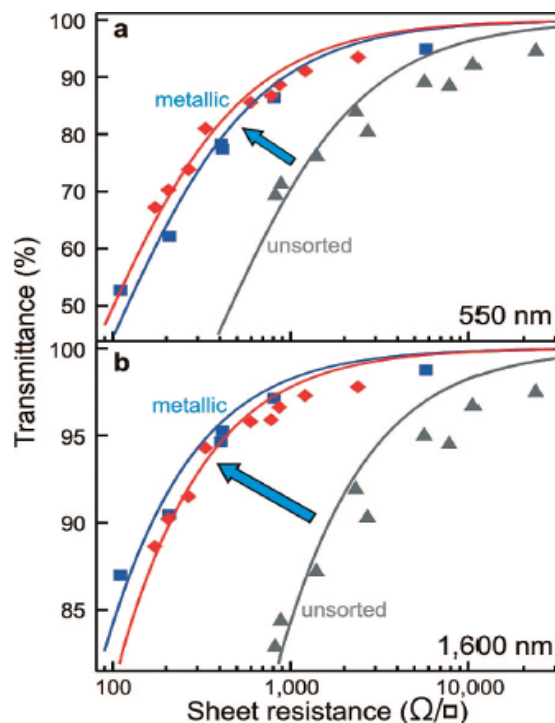 Transmittance (%)
a
100
90
80
70
60
50
metallic
unsorted
550 nm
b
100
95
90
85
metallic
unsorted
1,600 nm
100
1,000
10,000
Sheet resistance (Ω/□)